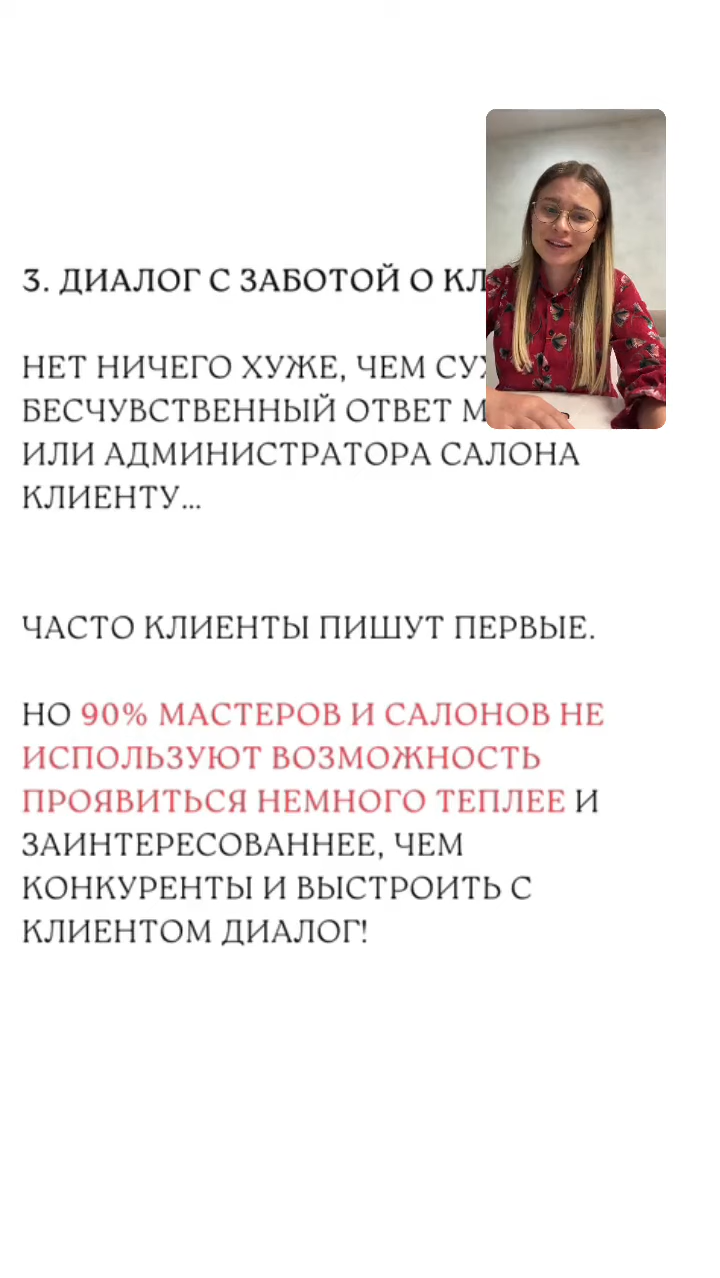 3. ДИАЛОГ С ЗАБОТОЙ О
НЕТ НИЧЕГО ХУЖЕ, ЧЕМ
БЕСЧУВСТВЕННЫЙ ОТВЕТ
ИЛИ АДМИНИСТРАТОРА САЛОНА
КЛИЕНТУ...
ЧАСТО КЛИЕНТЫ ПИШУТ ПЕРВЫЕ.
НО 90% МАСТЕРОВ И САЛОНОВ НЕ
ИСПОЛЬЗУЮТ ВОЗМОЖНОСТЬ
ПРОЯВИТЬСЯ НЕМНОГО ТЕПЛЕЕ И
ЗАИНТЕРЕСОВАННЕЕ, ЧЕМ
КОНКУРЕНТЫ И ВЫСТРОИТЬ С
КЛИЕНТОМ ДИАЛОГ!